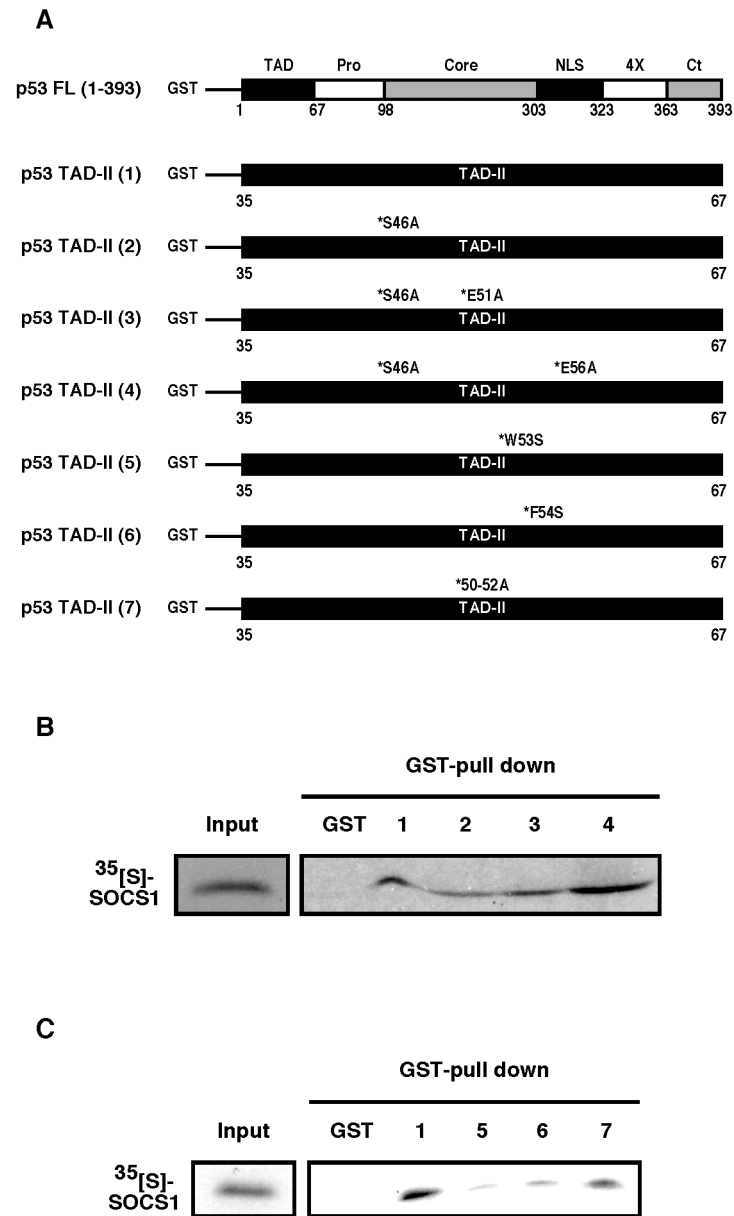 A
TAD Pro Core NLS 4X Ct
p53 FL (1-393) GST
1 67 98 303 323 363 393
p53 TAD-II (1) GST TAD-II
35 67
*S46A
p53 TAD-II (2) GST TAD-II
35 67
*S46A *E51A
p53 TAD-II (3) GST TAD-II
35 67
*S46A *E56A
p53 TAD-II (4) GST TAD-II
35 67
*W53S
p53 TAD-II (5) GST TAD-II
35 67
*F54S
p53 TAD-II (6) GST TAD-II
35 67
*50-52A
p53 TAD-II (7) GST TAD-II
35 67
B
GST-pull down
Input GST 1 2 3 4
35[S]-
SOCS1
C
GST-pull down
Input GST 1 5 6 7
35[S]-
SOCS1